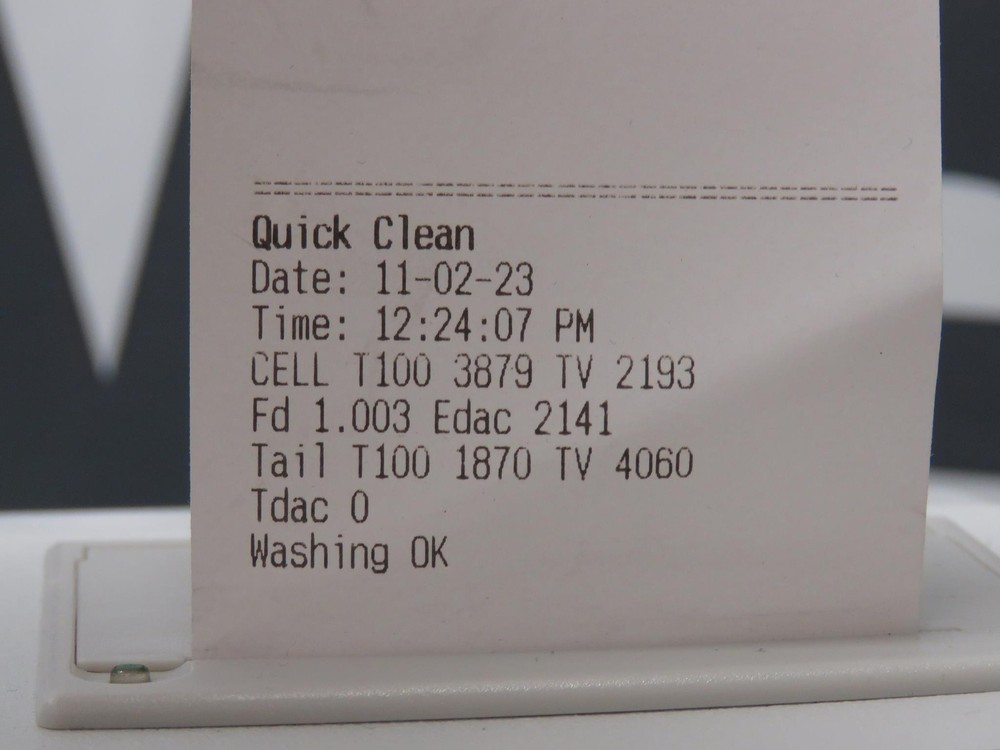 Quick Clean
Date: 11-02-23
Time: 12:24:07 PM
CELL T100 3879 TV 2193
Fd 1.003 Edac 2141
Tail T100 1870 TV 4060
Tdac 0
Washing OK